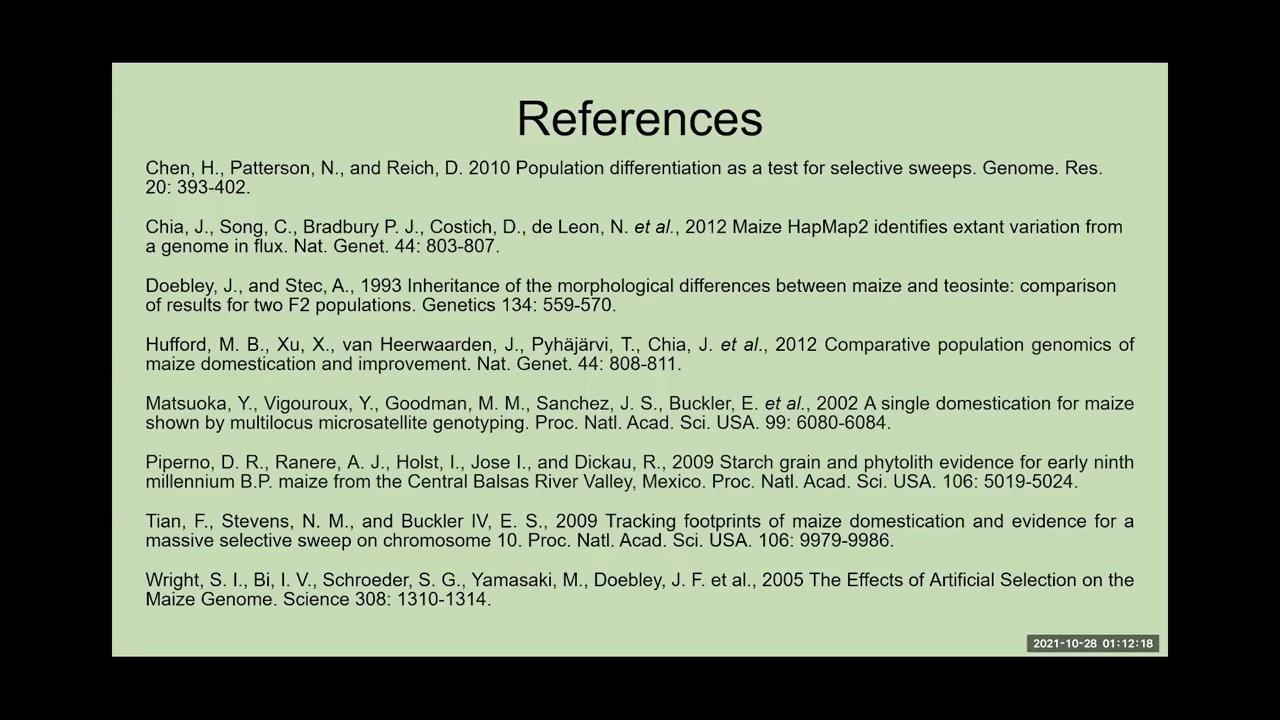 References
Chen, H., Patterson, N., and Reich, D. 2010 Population differentiation as a test for selective sweeps. Genome. Res.
20: 393-402.
Chia, J., Song, C., Bradbury P. J., Costich, D., de Leon, N. et al., 2012 Maize HapMap2 identifies extant variation from
a genome in flux. Nat. Genet. 44: 803-807.
Doebley, J., and Stec, A., 1993 Inheritance of the morphological differences between maize and teosinte: comparison
of results for two F2 populations. Genetics 134: 559-570.
Hufford, M. B., Xu, X., van Heerwaarden, J., Pyhäjärvi, T., Chia, J. et al., 2012 Comparative population genomics of
maize domestication and improvement. Nat. Genet. 44: 808-811.
Matsuoka, Y., Vigouroux, Y., Goodman, M. M., Sanchez, J. S., Buckler, E. et al., 2002 A single domestication for maize
shown by multilocus microsatellite genotyping. Proc. Natl. Acad. Sci. USA. 99: 6080-6084.
Piperno, D. R., Ranere, A. J., Holst, I., Jose I., and Dickau, R., 2009 Starch grain and phytolith evidence for early ninth
millennium B.P. maize from the Central Balsas River Valley, Mexico. Proc. Natl. Acad. Sci. USA. 106: 5019-5024.
Tian, F., Stevens, N. M., and Buckler IV, E. S., 2009 Tracking footprints of maize domestication and evidence for a
massive selective sweep on chromosome 10. Proc. Natl. Acad. Sci. USA. 106: 9979-9986.
Wright, S. I., Bi, I. V., Schroeder, S. G., Yamasaki, M., Doebley, J. F. et al., 2005 The Effects of Artificial Selection on the
Maize Genome. Science 308: 1310-1314.
2021-10-28 01:12:18